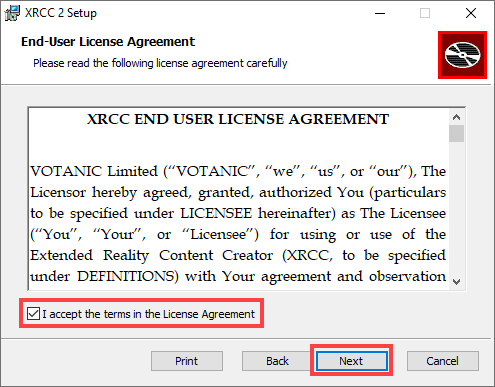 XRCC 2 Setup
End-User License Agreement
Please read the following license agreement carefully
XRCC END USER LICENSE AGREEMENT
VOTANIC Limited (“VOTANIC”, “we”, “us”, or “our”), The
Licensor hereby agreed, granted, authorized You (particulars
to be specified under LICENSEE hereinafter) as The Licensee
(“You”, “Your”, or “Licensee”) for using or use of the
Extended Reality Content Creator (XRCC, to be specified
under DEFINITIONS) with Your agreement and observation
I accept the terms in the License Agreement
Print Back Next Cancel